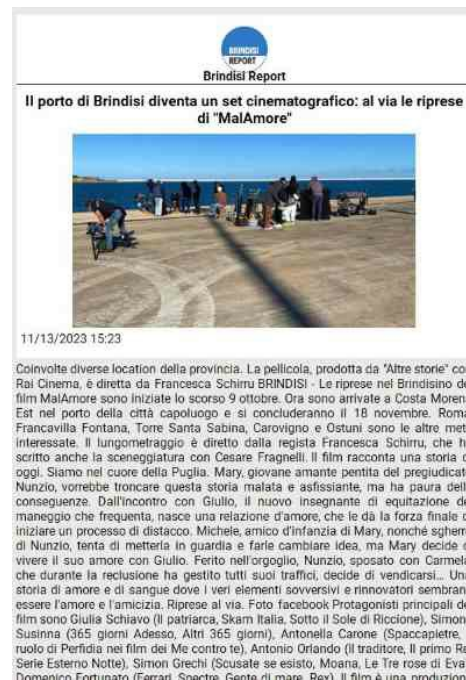 BRINDISI
REPORT
Brindisi Report
Il porto di Brindisi diventa un set cinematografico: al via le riprese
di "MalAmore"
11/13/2023 15:23
Coinvolte diverse location della provincia. La pellicola, prodotta da "Altre storie" co
Rai Cinema, è diretta da Francesca Schirru BRINDISI - Le riprese nel Brindisino de
film MalAmore sono iniziate lo scorso 9 ottobre. Ora sono arrivate a Costa Moren
Est nel porto della città capoluogo e si concluderanno il 18 novembre. Roma
Francavilla Fontana, Torre Santa Sabina, Carovigno e Ostuni sono le altre met
interessate. Il lungometraggio è diretto dalla regista Francesca Schirru, che h
scritto anche la sceneggiatura con Cesare Fragnelli. Il film racconta una storia d
oggi. Siamo nel cuore della Puglia. Mary, giovane amante pentita del pregiudicat
Nunzio, vorrebbe troncare questa storia malata e asfissiante, ma ha paura dell
conseguenze. Dall'incontro con Giulio, il nuovo insegnante di equitazione de
maneggio che frequenta, nasce una relazione d'amore, che le dà la forza finale d
iniziare un processo di distacco. Michele, amico d'infanzia di Mary, nonché sgherr
di Nunzio, tenta di metterla in guardia e farle cambiare idea, ma Mary decide d
vivere il suo amore con Giulio. Ferito nell'orgoglio, Nunzio, sposato con Carmela
che durante la reclusione ha gestito tutti suoi traffici, decide di vendicarsi... Un
storia di amore e di sangue dove i veri elementi sovversivi e rinnovatori sembran
essere l'amore e l'amicizia. Riprese al via. Foto facebook Protagonisti principali de
film sono Giulia Schiavo (Il patriarca, Skam Italia, Sotto il Sole di Riccione), Simon
Susinna (365 giorni Adesso, Altri 365 giorni), Antonella Carone (Spaccapietre,
ruolo di Perfidia nei film dei Me contro te), Antonio Orlando (Il traditore, Il primo Re
Serie Esterno Notte), Simon Grechi (Scusate se esisto, Moana, Le Tre rose di Eva
Domenico Fortunato (Ferrari, Spectre, Gente di mare, Rex). Il film è una produzion